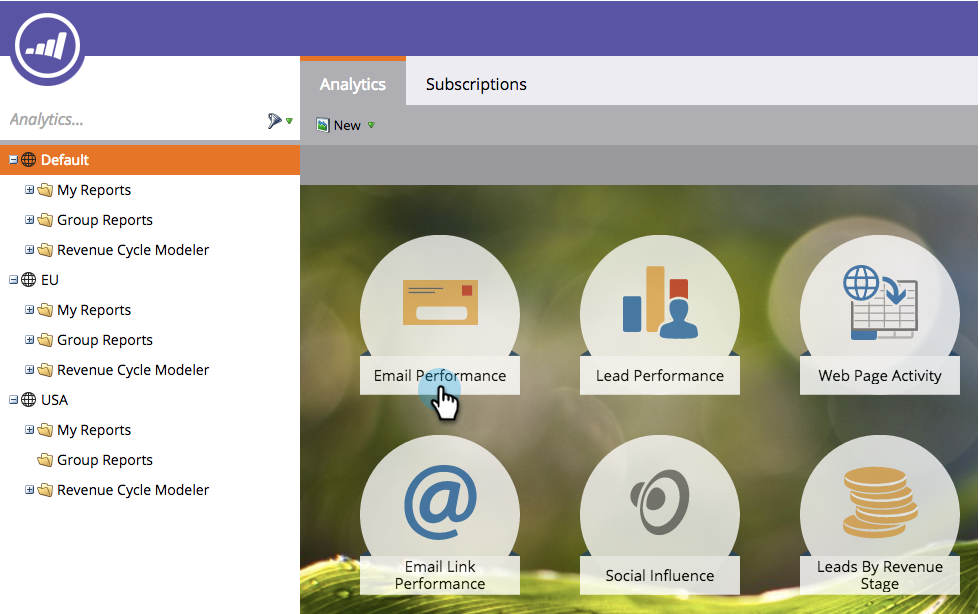 Analytics
Subscriptions
Analytics...
New
Default
My Reports
Group Reports
Revenue Cycle Modeler
EU
My Reports
Group Reports
Revenue Cycle Modeler
USA
My Reports
Group Reports
Revenue Cycle Modeler
Email Performance
Lead Performance
Web Page Activity
Email Link
Performance
Social Influence
Leads By Revenue
Stage